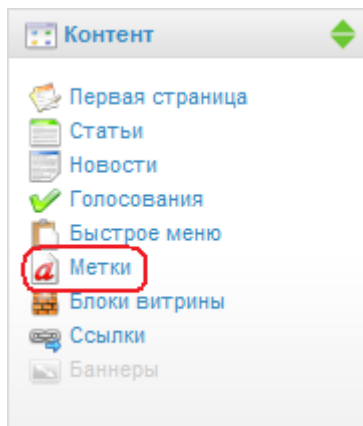 Контент
Первая страница
Статьи
Новости
Голосования
Быстрое меню
Метки
Блоки витрины
Ссылки
Баннеры